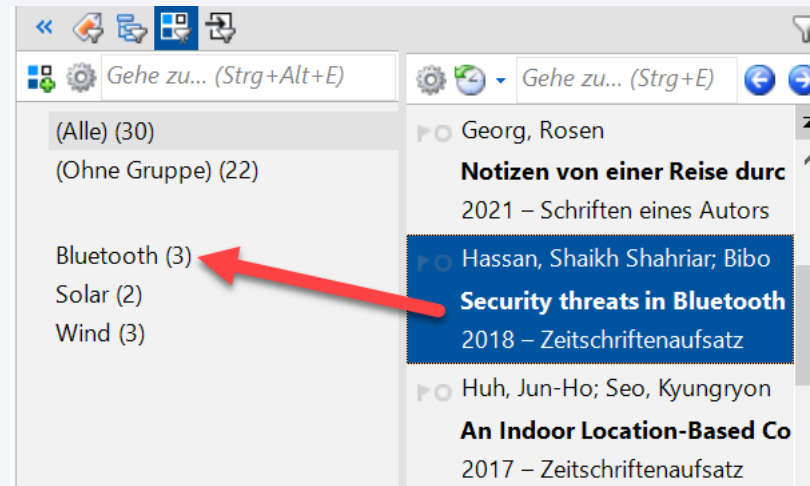 Gehe zu... (Strg+Alt+E)
(Alle) (30)
(Ohne Gruppe) (22)
Bluetooth (3)
Solar (2)
Wind (3)
Gehe zu... (Strg+E)
Georg, Rosen
Notizen von einer Reise durc
2021 – Schriften eines Autors
Hassan, Shaikh Shahriar; Bibo
Security threats in Bluetooth
2018 – Zeitschriftenaufsatz
Huh, Jun-Ho; Seo, Kyungryon
An Indoor Location-Based Co
2017 – Zeitschriftenaufsatz